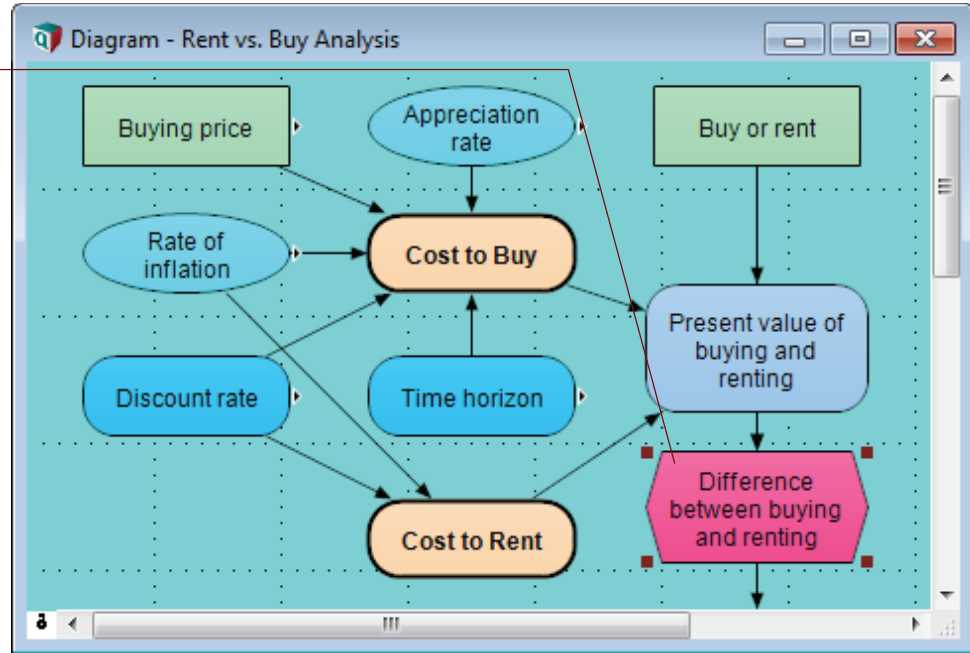 Diagram - Rent vs. Buy Analysis
Buying price
Appreciation
rate
Buy or rent
Rate of
inflation
Cost to Buy
Present value of
buying and
renting
Discount rate
Time horizon
Difference
between buying
and renting
Cost to Rent